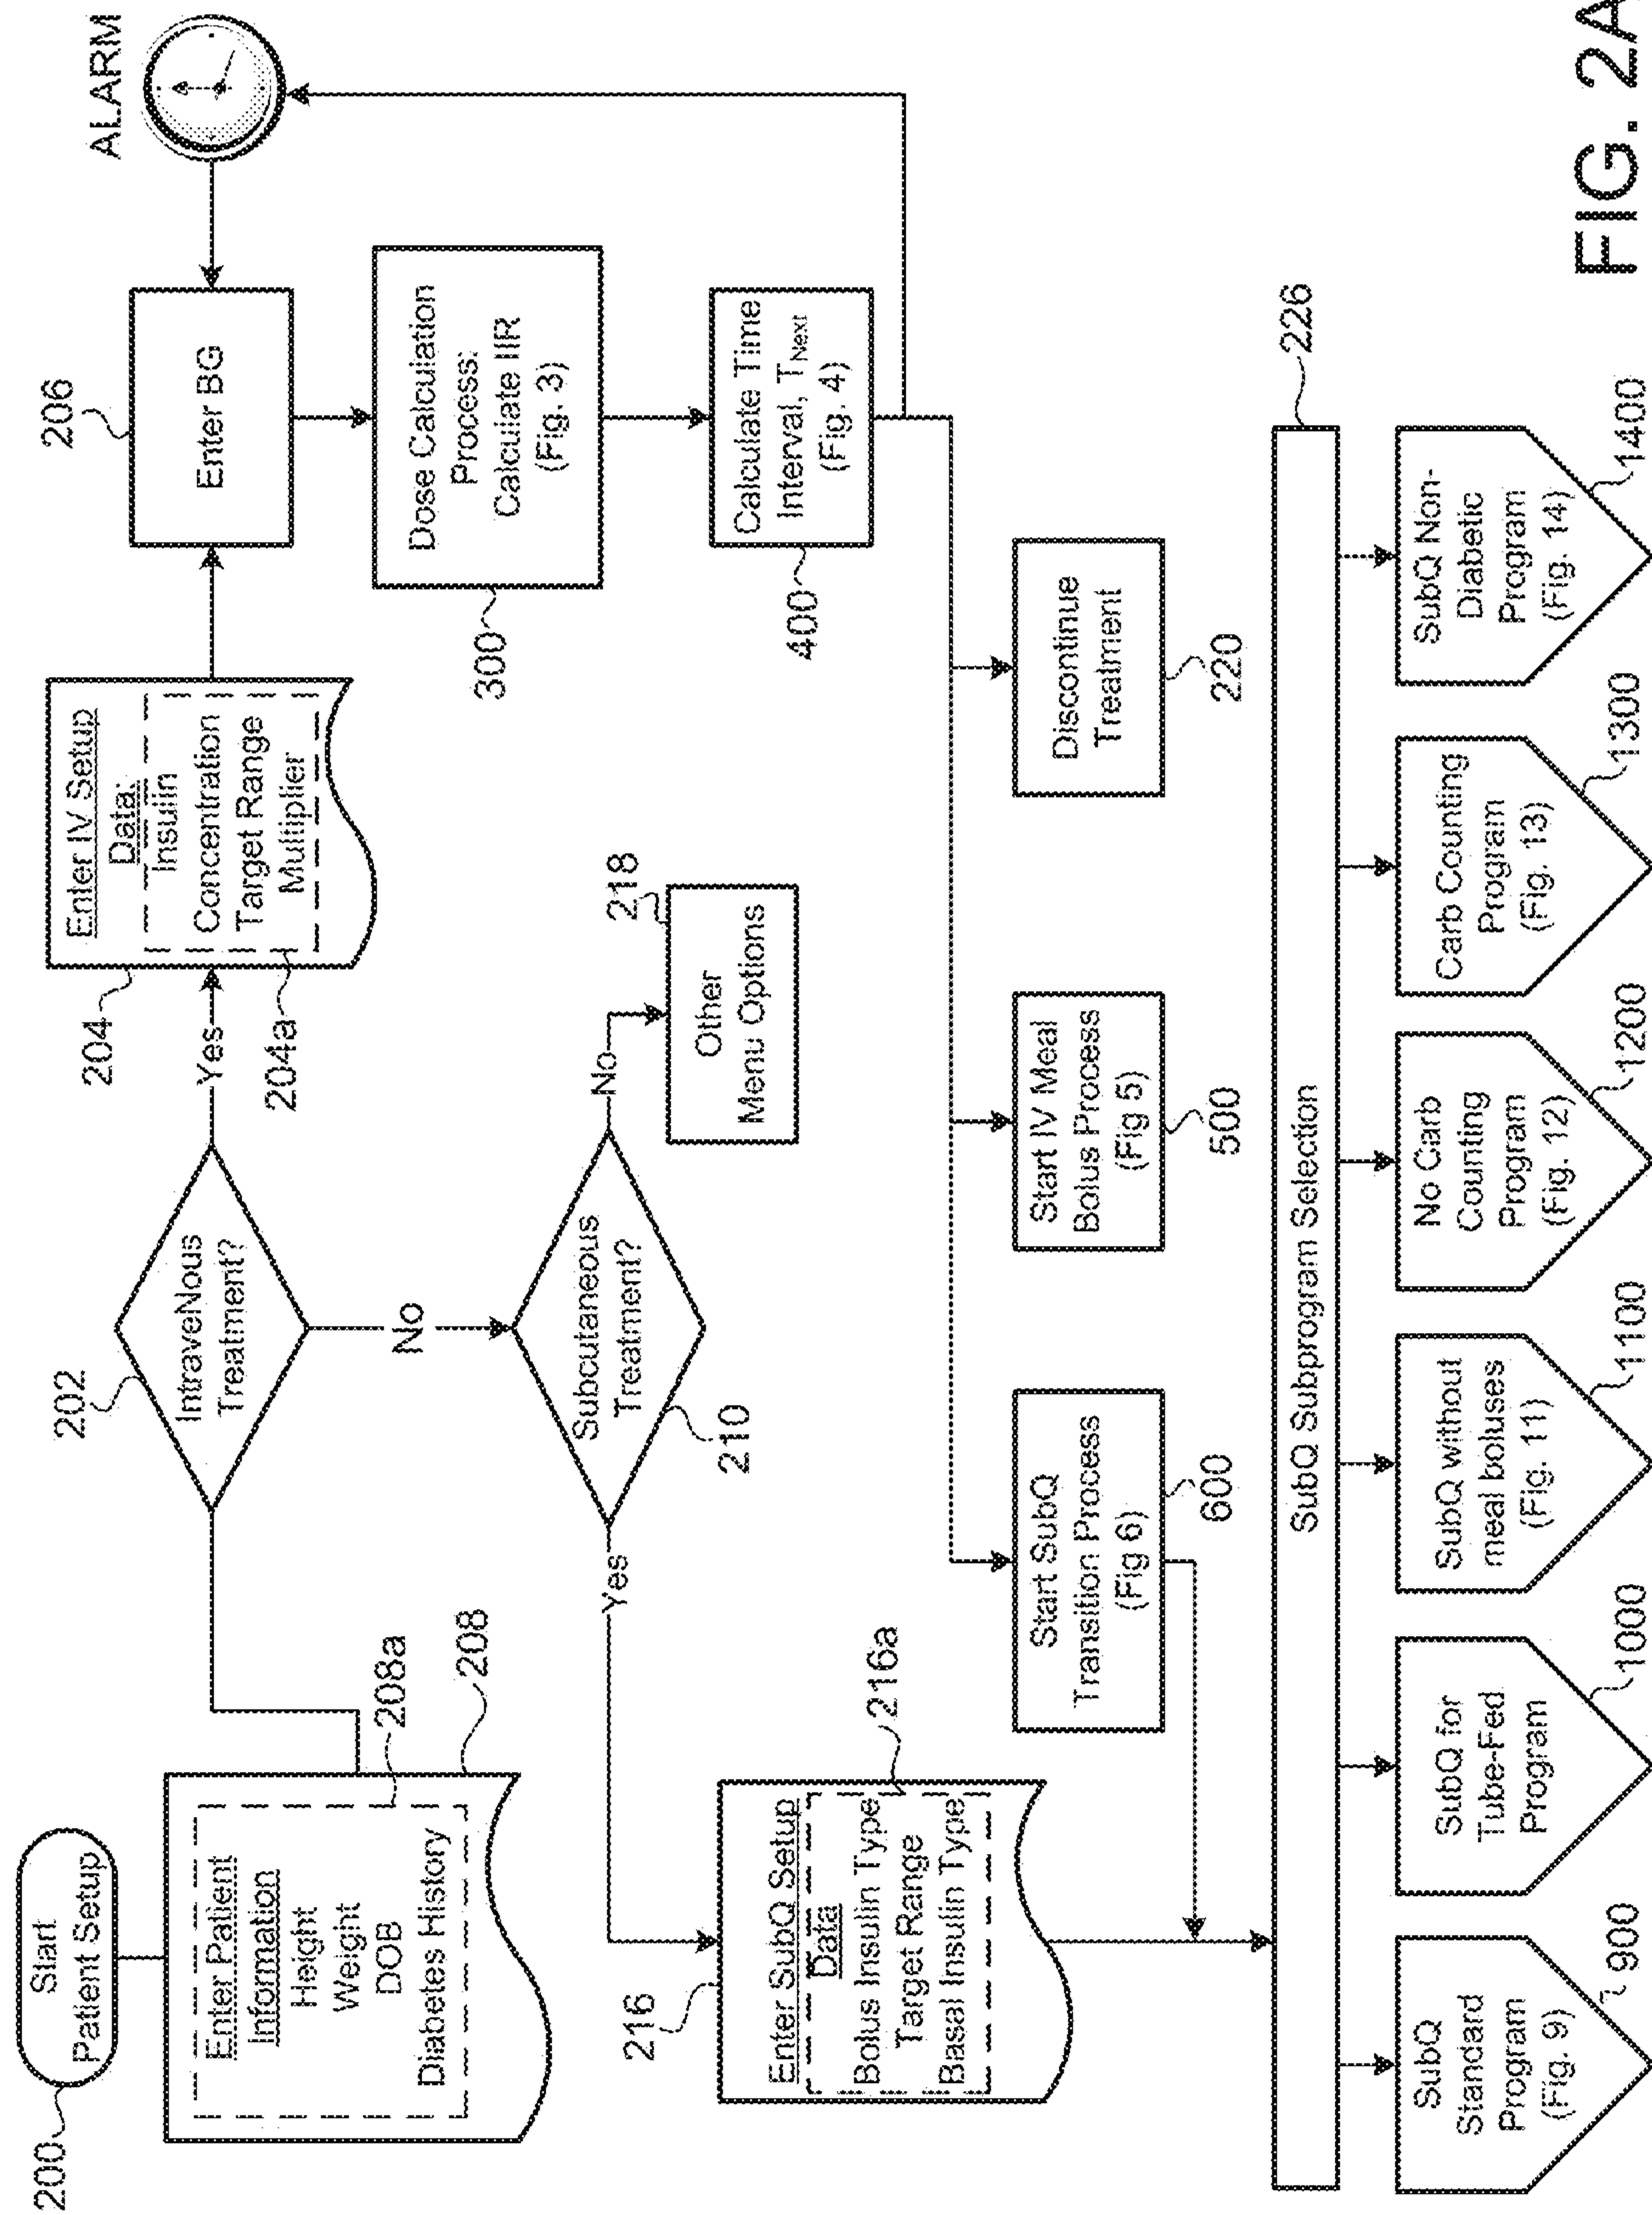 200
Start
Patient Setup
Enter Patient
Information
Height
Weight
DOB
Diabetes History
208a
208
202
IntraveNous
Treatment?
Yes
No
204
204a
Enter IV Setup
Data:
Insulin
Concentration
Target Range
Multiplier
206
Enter BG
ALARM
300
Dose Calculation
Process:
Calculate IIR
(Fig. 3)
400
Calculate Time
Interval, TNext
(Fig. 4)
Subcutaneous
Treatment?
210
Yes
No
218
Other
Menu Options
216
Enter SubQ Setup
Data
Bolus Insulin Type
Target Range
Basal Insulin Type
216a
Start SubQ
Transition Process
(Fig 6)
600
Start IV Meal
Bolus Process
(Fig 5)
500
Discontinue
Treatment
220
SubQ Subprogram Selection
226
SubQ
Standard
Program
(Fig. 9)
900
SubQ for
Tube-Fed
Program
1000
SubQ without
meal boluses
(Fig. 11)
1100
No Carb
Counting
Program
(Fig. 12)
1200
Carb Counting
Program
(Fig. 13)
1300
SubQ Non-
Diabetic
Program
(Fig. 14)
1400
FIG. 2A